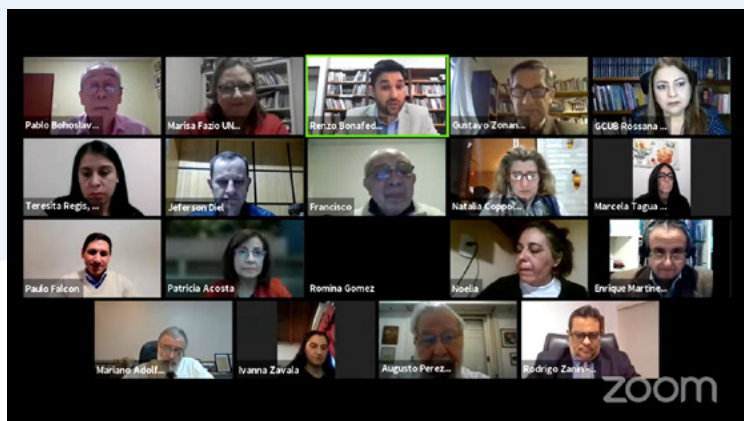 Pablo Bohoslav...
Marisa Fazio UN...
Renzo Bonafed...
Gustavo Zonan...
GCUB Rossana ...
Teresita Regis, ...
Jeferson Diel
Francisco
Natalia Coppol...
Marcela Tagua ...
Paulo Falcon
Patricia Acosta
Romina Gomez
Noelia
Enrique Martine...
Mariano Adolf...
Ivanna Zavala
Augusto Perez...
Rodrigo Zanin -...
zoom